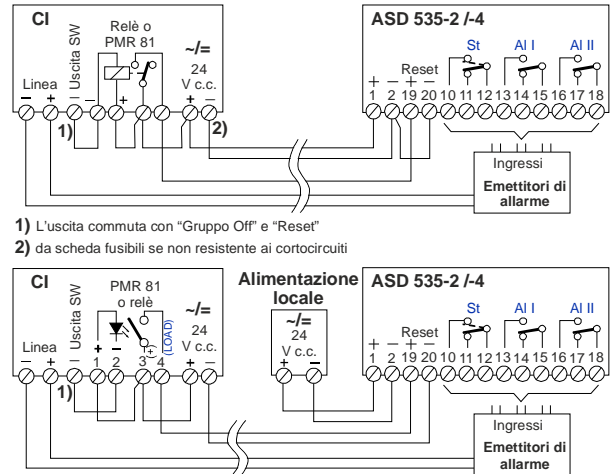 CI
Relè o
PMR 81
~/=
24
V c.c.
Linea
Uscita SW
− + I − + + −
1)
2)
ASD 535-2 /-4
St Al I Al II
Reset
+ − + −
1 2 19 20 10 11 12 13 14 15 16 17 18
Ingressi
Emettitori di
allarme
1) L'uscita commuta con “Gruppo Off” e “Reset”
2) da scheda fusibili se non resistente ai cortocircuiti
CI
PMR 81
o relè
~/=
24
V c.c.
Linea
Uscita SW
(+)
(LOAD)
− + I + − + −
1 2 3 4
1)
Alimentazione
locale
~/=
24
V c.c.
+ −
ASD 535-2 /-4
St Al I Al II
Reset
+ − + −
1 2 19 20 10 11 12 13 14 15 16 17 18
Ingressi
Emettitori di
allarme